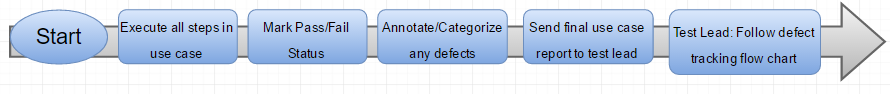 Start
Execute all steps in
use case
Mark Pass/Fail
Status
Annotate/Categorize
any defects
Send final use case
report to test lead
Test Lead: Follow defect
tracking flow chart